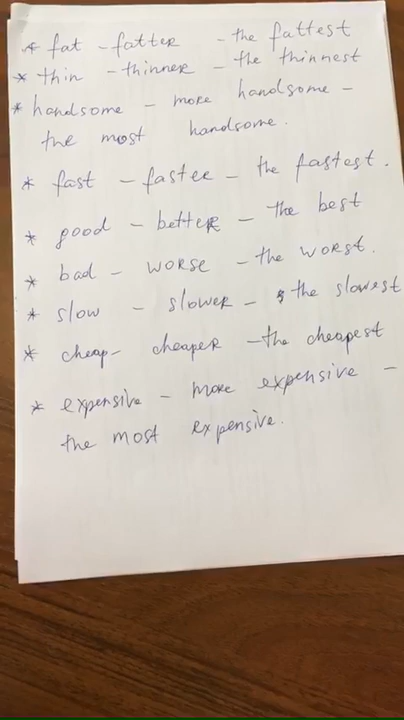 * fat - fatter - the fattest
* thin - thinner - the thinnest
* handsome - more handsome -
the most handsome.
* fast - faster - the fastest.
* good - better - the best
* bad - worse - the worst.
* slow - slower - the slowest
* cheap - cheaper - the cheapest
* expensive - more expensive -
the most expensive.